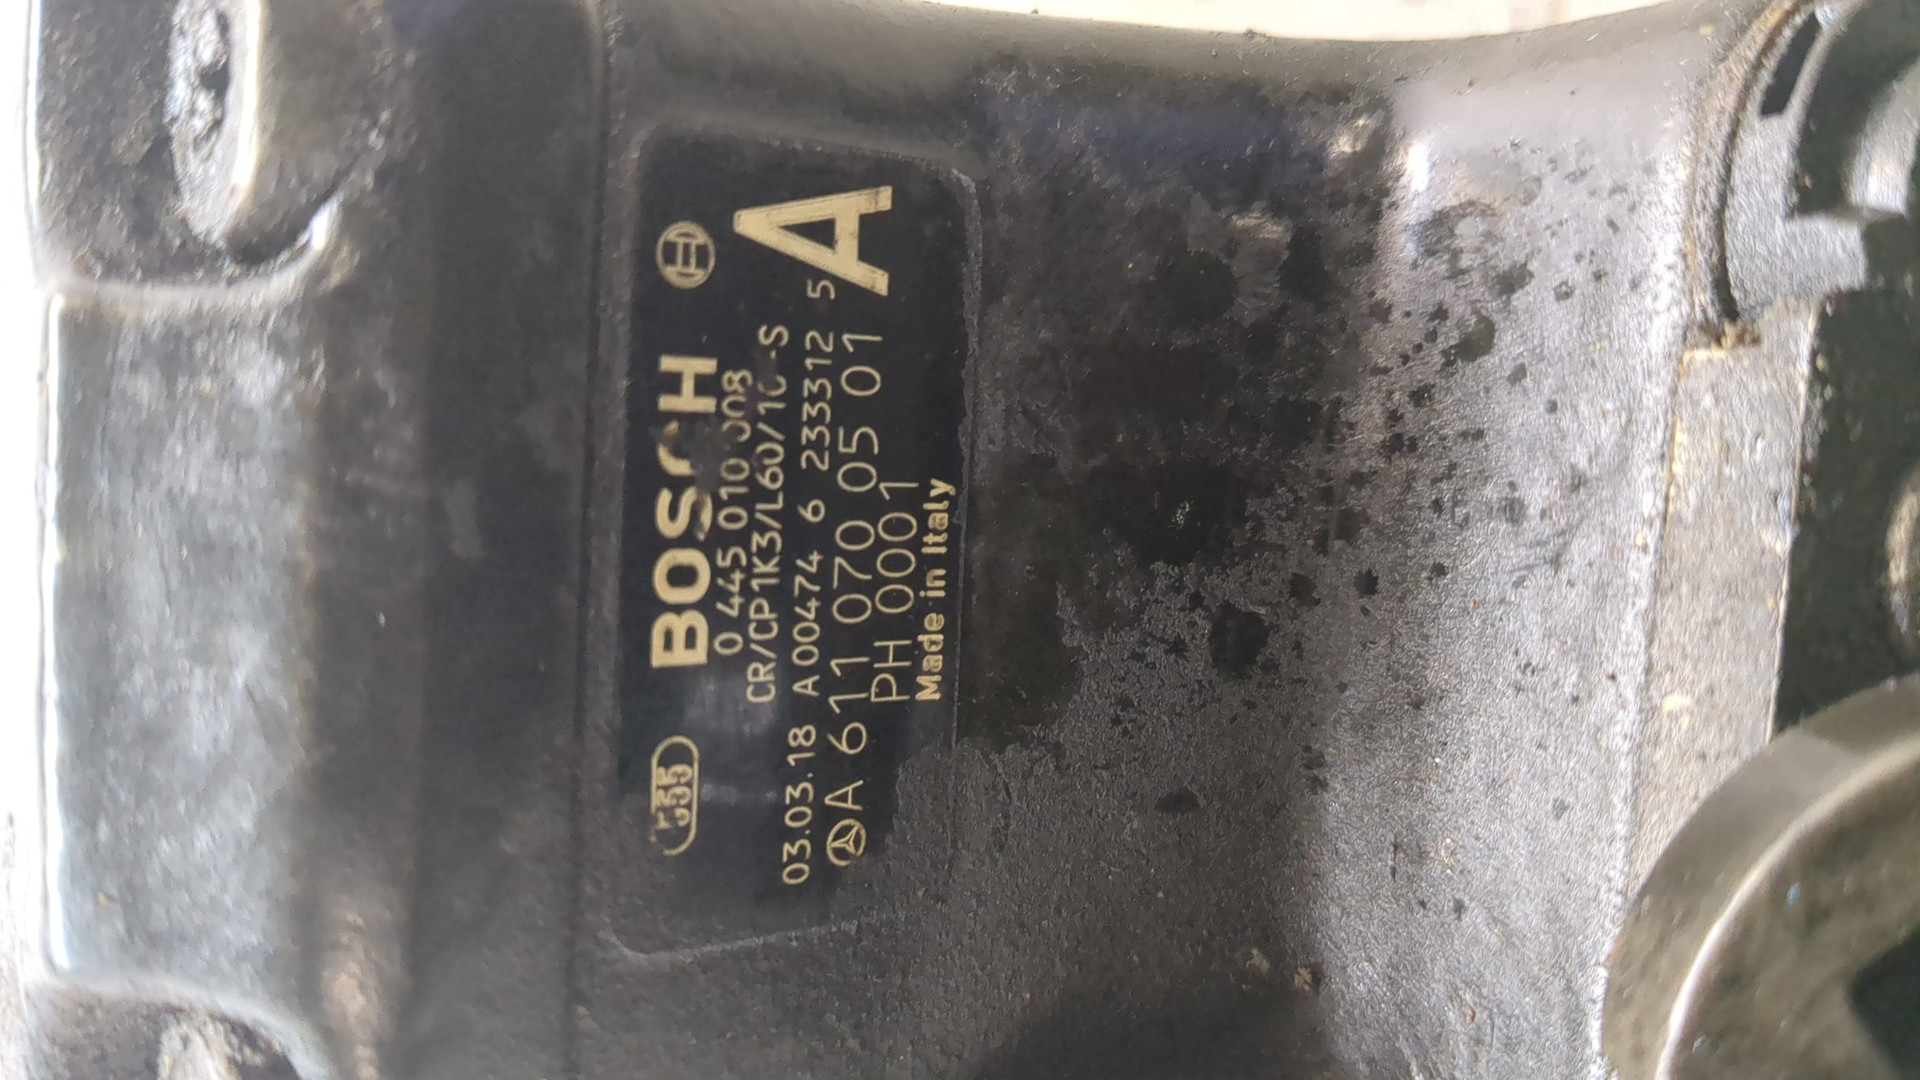 555 BOSCH
0 445 010 008
CR/CP1K3/L60/10-S
03.03.18 A 00474 6 233312 5
A 611 070 05 01 A
PH 0001
Made in Italy